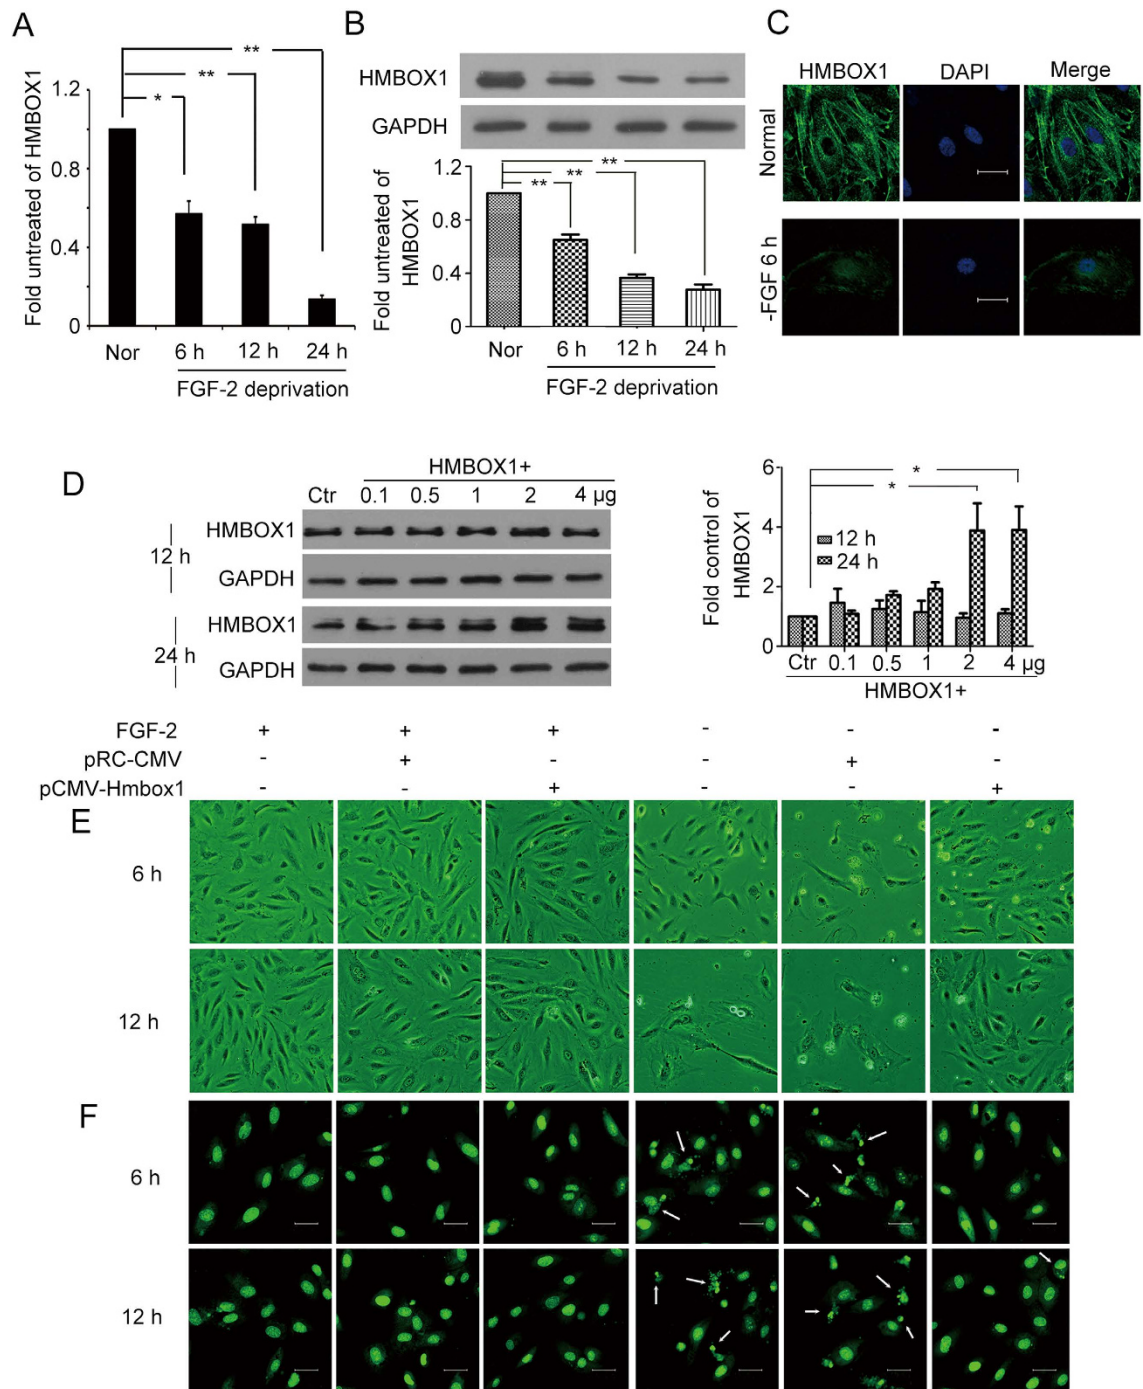 A
Fold untreated of HMBOX1
1.2
0.8
0.4
0
**
**
*
Nor 6 h 12 h 24 h
FGF-2 deprivation
B
HMBOX1
GAPDH
Fold untreated of
HMBOX1
1.2
0.8
0.4
0
**
**
**
Nor 6 h 12 h 24 h
FGF-2 deprivation
C
HMBOX1 DAPI Merge
Normal
-FGF 6 h
D
HMBOX1+
Ctr 0.1 0.5 1 2 4 µg
12 h
HMBOX1
GAPDH
24 h
HMBOX1
GAPDH
Fold control of
HMBOX1
6
4
2
0
*
*
12 h
24 h
Ctr 0.1 0.5 1 2 4 µg
HMBOX1+
FGF-2 + + + - - -
pRC-CMV - + - - + -
pCMV-Hmbox1 - - + - - +
E
6 h
12 h
F
6 h
12 h